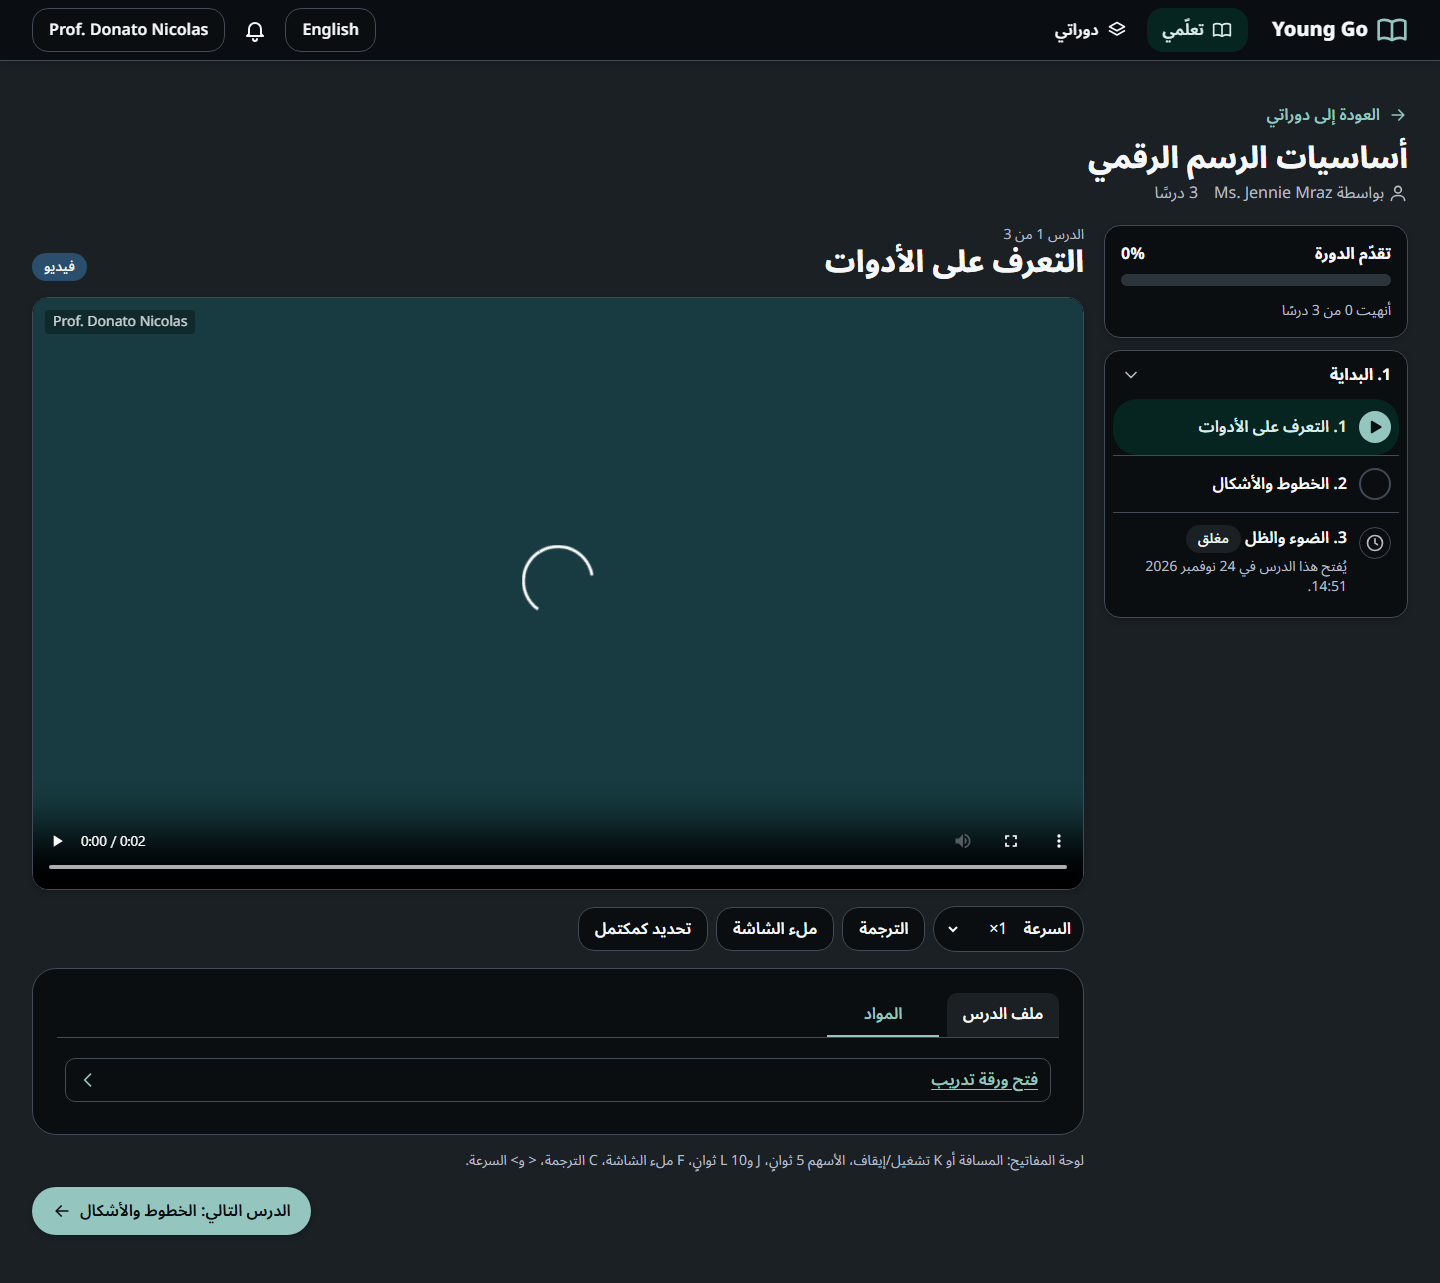 Young Go
تعلّمي
دوراتي
English
Prof. Donato Nicolas
العودة إلى دوراتي
أساسيات الرسم الرقمي
بواسطة Ms. Jennie Mraz
3 درسًا
تقدّم الدورة
0%
أنهيت 0 من 3 درسًا
1. البداية
1. التعرف على الأدوات
2. الخطوط والأشكال
3. الضوء والظل
مغلق
يُفتح هذا الدرس في 24 نوفمبر 2026
14:51.
الدرس 1 من 3
التعرف على الأدوات
فيديو
Prof. Donato Nicolas
0:00 / 0:02
السرعة
1×
الترجمة
ملء الشاشة
تحديد كمكتمل
ملف الدرس
المواد
فتح ورقة تدريب
لوحة المفاتيح: المسافة أو K تشغيل/إيقاف، الأسهم 5 ثوانٍ، J وL 10 ثوانٍ، F ملء الشاشة، C الترجمة، < و> السرعة.
الدرس التالي: الخطوط والأشكال